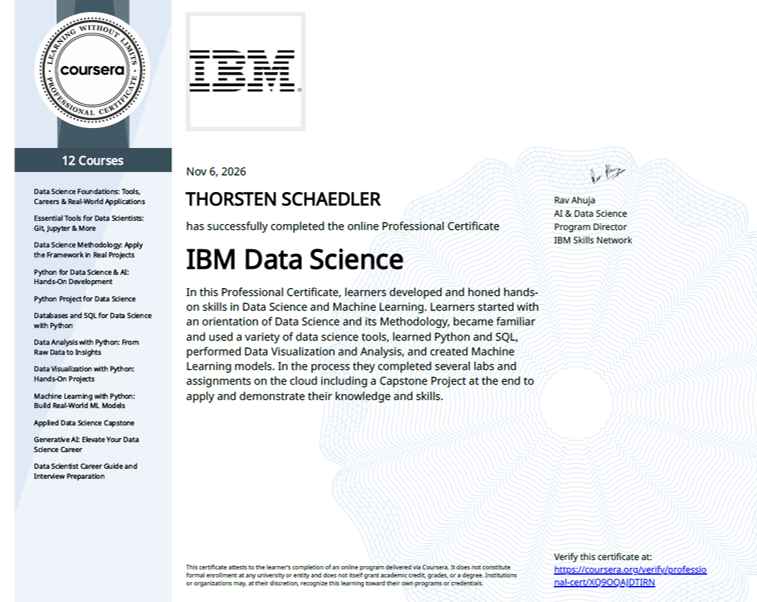 LEARNING WITHOUT LIMITS
coursera
PROFESSIONAL CERTIFICATE
12 Courses
Data Science Foundations: Tools,
Careers & Real-World Applications
Essential Tools for Data Scientists:
Git, Jupyter & More
Data Science Methodology: Apply
the Framework in Real Projects
Python for Data Science & AI:
Hands-On Development
Python Project for Data Science
Databases and SQL for Data Science
with Python
Data Analysis with Python: From
Raw Data to Insights
Data Visualization with Python:
Hands-On Projects
Machine Learning with Python:
Build Real-World ML Models
Applied Data Science Capstone
Generative AI: Elevate Your Data
Science Career
Data Scientist Career Guide and
Interview Preparation
IBM
Nov 6, 2026
THORSTEN SCHAEDLER
has successfully completed the online Professional Certificate
IBM Data Science
In this Professional Certificate, learners developed and honed hands-
on skills in Data Science and Machine Learning. Learners started with
an orientation of Data Science and its Methodology, became familiar
and used a variety of data science tools, learned Python and SQL,
performed Data Visualization and Analysis, and created Machine
Learning models. In the process they completed several labs and
assignments on the cloud including a Capstone Project at the end to
apply and demonstrate their knowledge and skills.
Rav Ahuja
AI & Data Science
Program Director
IBM Skills Network
This certificate attests to the learner's completion of an online program delivered via Coursera. It does not constitute
formal enrollment at any university or entity and does not itself grant academic credit, grades, or a degree. Institutions
or organizations may, at their discretion, recognize this learning toward their own programs or credentials.
Verify this certificate at:
https://coursera.org/verify/professio
nal-cert/XQ9OQAJDTIRN